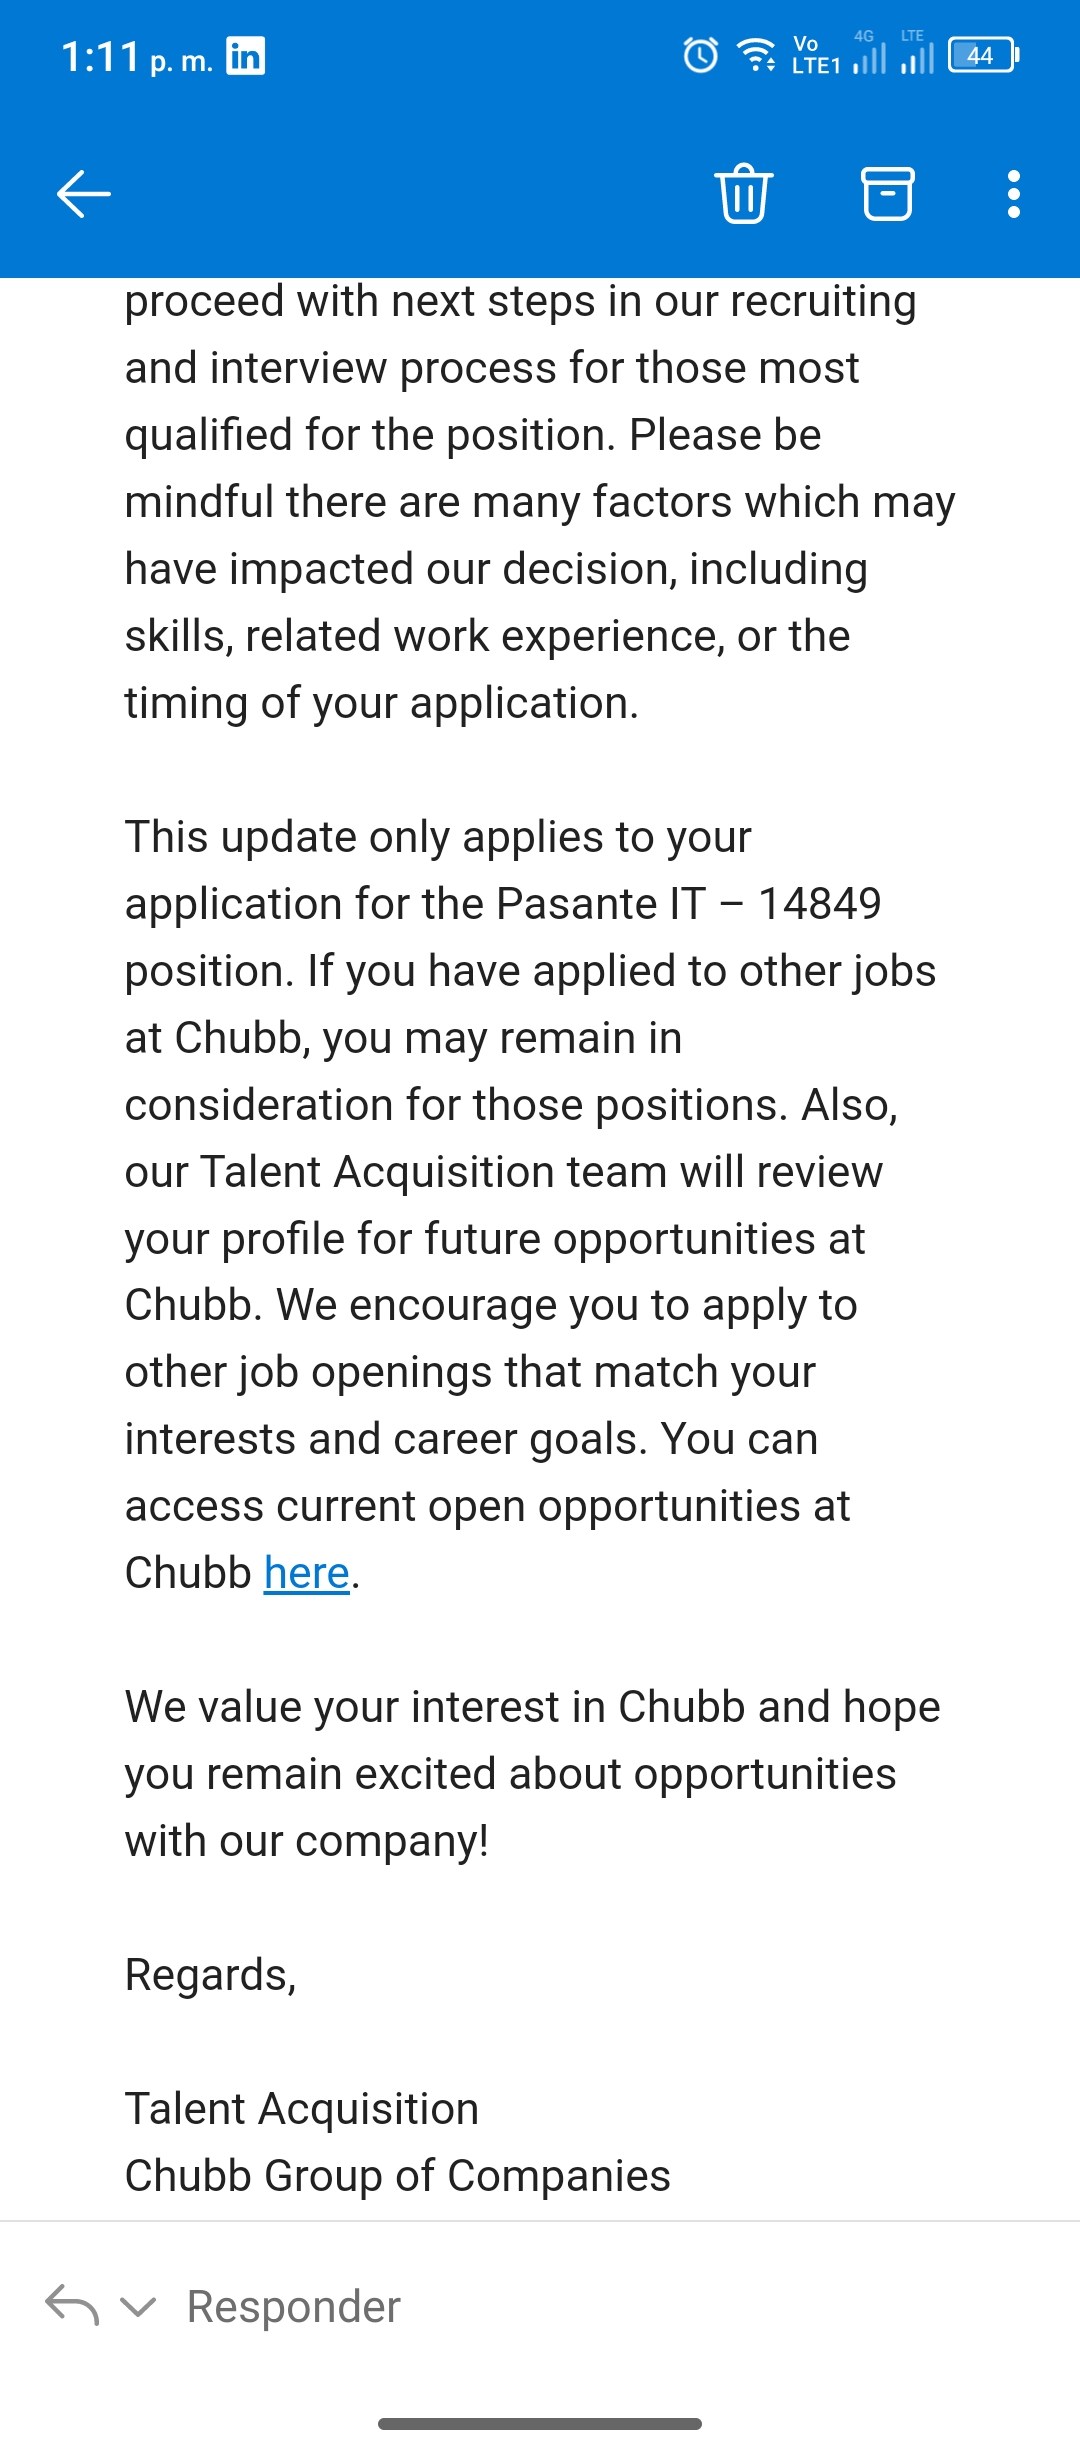 1:11 p. m. in Vo LTE1 4G LTE 44
proceed with next steps in our recruiting
and interview process for those most
qualified for the position. Please be
mindful there are many factors which may
have impacted our decision, including
skills, related work experience, or the
timing of your application.
This update only applies to your
application for the Pasante IT – 14849
position. If you have applied to other jobs
at Chubb, you may remain in
consideration for those positions. Also,
our Talent Acquisition team will review
your profile for future opportunities at
Chubb. We encourage you to apply to
other job openings that match your
interests and career goals. You can
access current open opportunities at
Chubb here.
We value your interest in Chubb and hope
you remain excited about opportunities
with our company!
Regards,
Talent Acquisition
Chubb Group of Companies
Responder